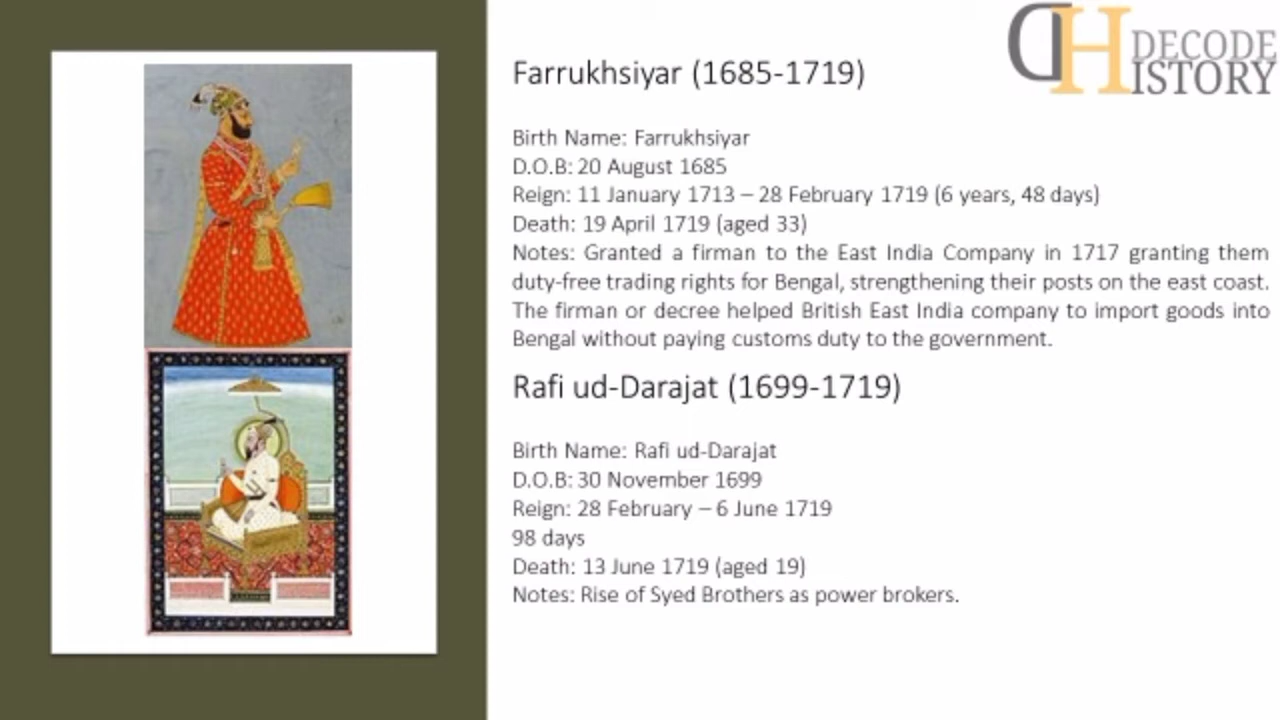 DH DECODE
HISTORY
Farrukhsiyar (1685-1719)
Birth Name: Farrukhsiyar
D.O.B: 20 August 1685
Reign: 11 January 1713 – 28 February 1719 (6 years, 48 days)
Death: 19 April 1719 (aged 33)
Notes: Granted a firman to the East India Company in 1717 granting them
duty-free trading rights for Bengal, strengthening their posts on the east coast.
The firman or decree helped British East India company to import goods into
Bengal without paying customs duty to the government.
Rafi ud-Darajat (1699-1719)
Birth Name: Rafi ud-Darajat
D.O.B: 30 November 1699
Reign: 28 February – 6 June 1719
98 days
Death: 13 June 1719 (aged 19)
Notes: Rise of Syed Brothers as power brokers.